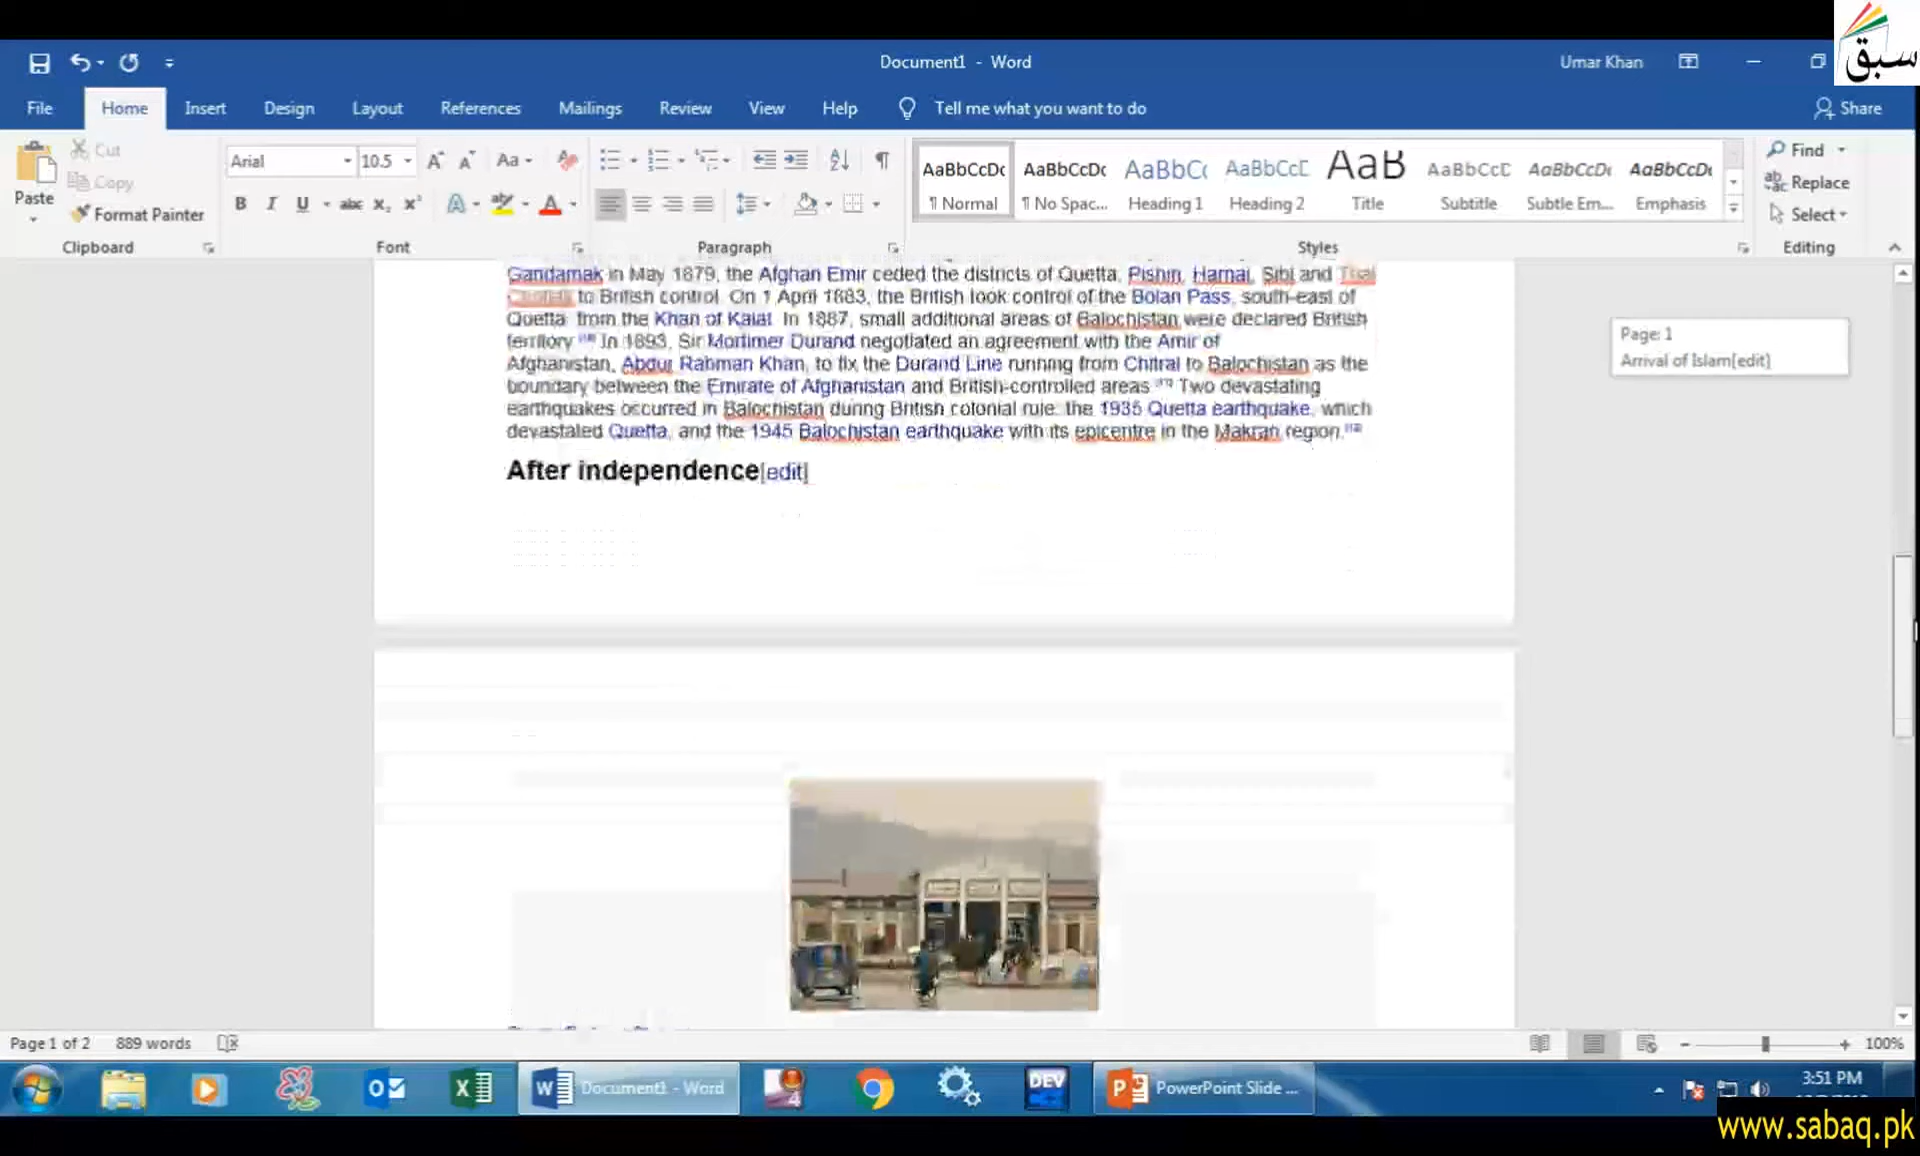 سبق
Document1 - Word
Umar Khan
File Home Insert Design Layout References Mailings Review View Help Tell me what you want to do Share
Paste
Cut
Copy
Format Painter
Clipboard
Arial 10.5
Font
Paragraph
AaBbCcDc AaBbCcDc AaBbC( AaBbCcD AaB AaBbCcD AaBbCcDc AaBbCcDc
¶ Normal ¶ No Spac... Heading 1 Heading 2 Title Subtitle Subtle Em... Emphasis
Styles
Find
Replace
Select
Editing
Gandamak in May 1879, the Afghan Emir ceded the districts of Quetta, Pishin, Harnai, Sibi and Thal
to British control. On 1 April 1883, the British took control of the Bolan Pass, south-east of
Quetta from the Khan of Kalat. In 1887, small additional areas of Balochistan were declared British
territory. In 1893, Sir Mortimer Durand negotiated an agreement with the Amir of
Afghanistan, Abdur Rahman Khan, to fix the Durand Line running from Chitral to Balochistan as the
boundary between the Emirate of Afghanistan and British-controlled areas. Two devastating
earthquakes occurred in Balochistan during British colonial rule: the 1935 Quetta earthquake, which
devastated Quetta, and the 1945 Balochistan earthquake with its epicentre in the Makran region.
After independence[edit]
Page: 1
Arrival of Islam[edit]
Page 1 of 2 889 words
100%
Document1 - Word
DEV
PowerPoint Slide ...
3:51 PM
www.sabaq.pk